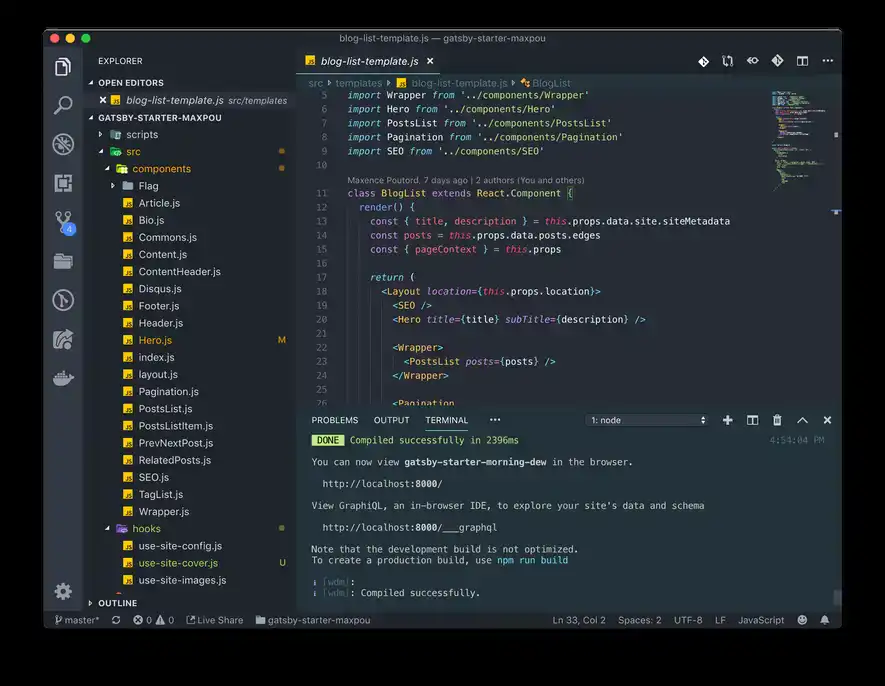 blog-list-template.js — gatsby-starter-maxpou
EXPLORER
OPEN EDITORS
blog-list-template.js src/templates
GATSBY-STARTER-MAXPOU
scripts
src
components
Flag
Article.js
Bio.js
Commons.js
Content.js
ContentHeader.js
Disqus.js
Footer.js
Header.js
Hero.js M
index.js
layout.js
Pagination.js
PostsList.js
PostsListItem.js
PrevNextPost.js
RelatedPosts.js
SEO.js
TagList.js
Wrapper.js
hooks
use-site-config.js
use-site-cover.js U
use-site-images.js
OUTLINE
4
blog-list-template.js
src templates blog-list-template.js BlogList
5 import Wrapper from '../components/Wrapper'
6 import Hero from '../components/Hero'
7 import PostsList from '../components/PostsList'
8 import Pagination from '../components/Pagination'
9 import SEO from '../components/SEO'
10
Maxence Poutord, 7 days ago | 2 authors (You and others)
11 class BlogList extends React.Component {
12 render() {
13 const { title, description } = this.props.data.site.siteMetadata
14 const posts = this.props.data.posts.edges
15 const { pageContext } = this.props
16
17 return (
18 <Layout location={this.props.location}>
19 <SEO />
20 <Hero title={title} subTitle={description} />
21
22 <Wrapper>
23 <PostsList posts={posts} />
24 </Wrapper>
25
26 <Pagination
PROBLEMS OUTPUT TERMINAL ••• 1: node
DONE Compiled successfully in 2396ms 4:54:04 PM
You can now view gatsby-starter-morning-dew in the browser.
http://localhost:8000/
View GraphiQL, an in-browser IDE, to explore your site's data and schema
http://localhost:8000/___graphql
Note that the development build is not optimized.
To create a production build, use npm run build
i ｢wdm｣:
i ｢wdm｣: Compiled successfully.
master* 0 0 Live Share gatsby-starter-maxpou Ln 33, Col 2 Spaces: 2 UTF-8 LF JavaScript